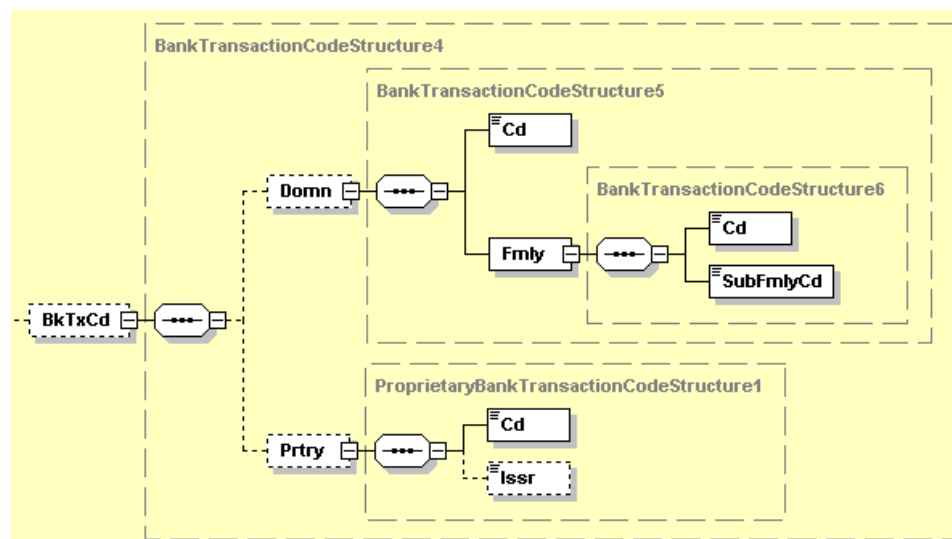 BankTransactionCodeStructure4
BankTransactionCodeStructure5
Cd
Domn
BankTransactionCodeStructure6
Cd
Fmly
SubFmlyCd
BkTxCd
ProprietaryBankTransactionCodeStructure1
Cd
Prtry
Issr